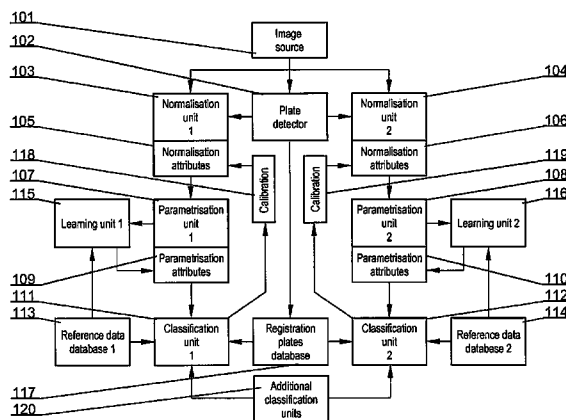 101
Image
source
102
103
104
Normalisation
unit
1
Plate
detector
Normalisation
unit
2
105
106
Normalisation
attributes
Normalisation
attributes
118
119
107
108
Calibration
Calibration
115
116
Learning unit 1
Parametrisation
unit
1
Parametrisation
unit
2
Learning unit 2
109
110
Parametrisation
attributes
Parametrisation
attributes
111
112
113
114
Reference data
database 1
Classification
unit
1
Registration
plates
database
Classification
unit
2
Reference data
database 2
117
120
Additional
classification
units